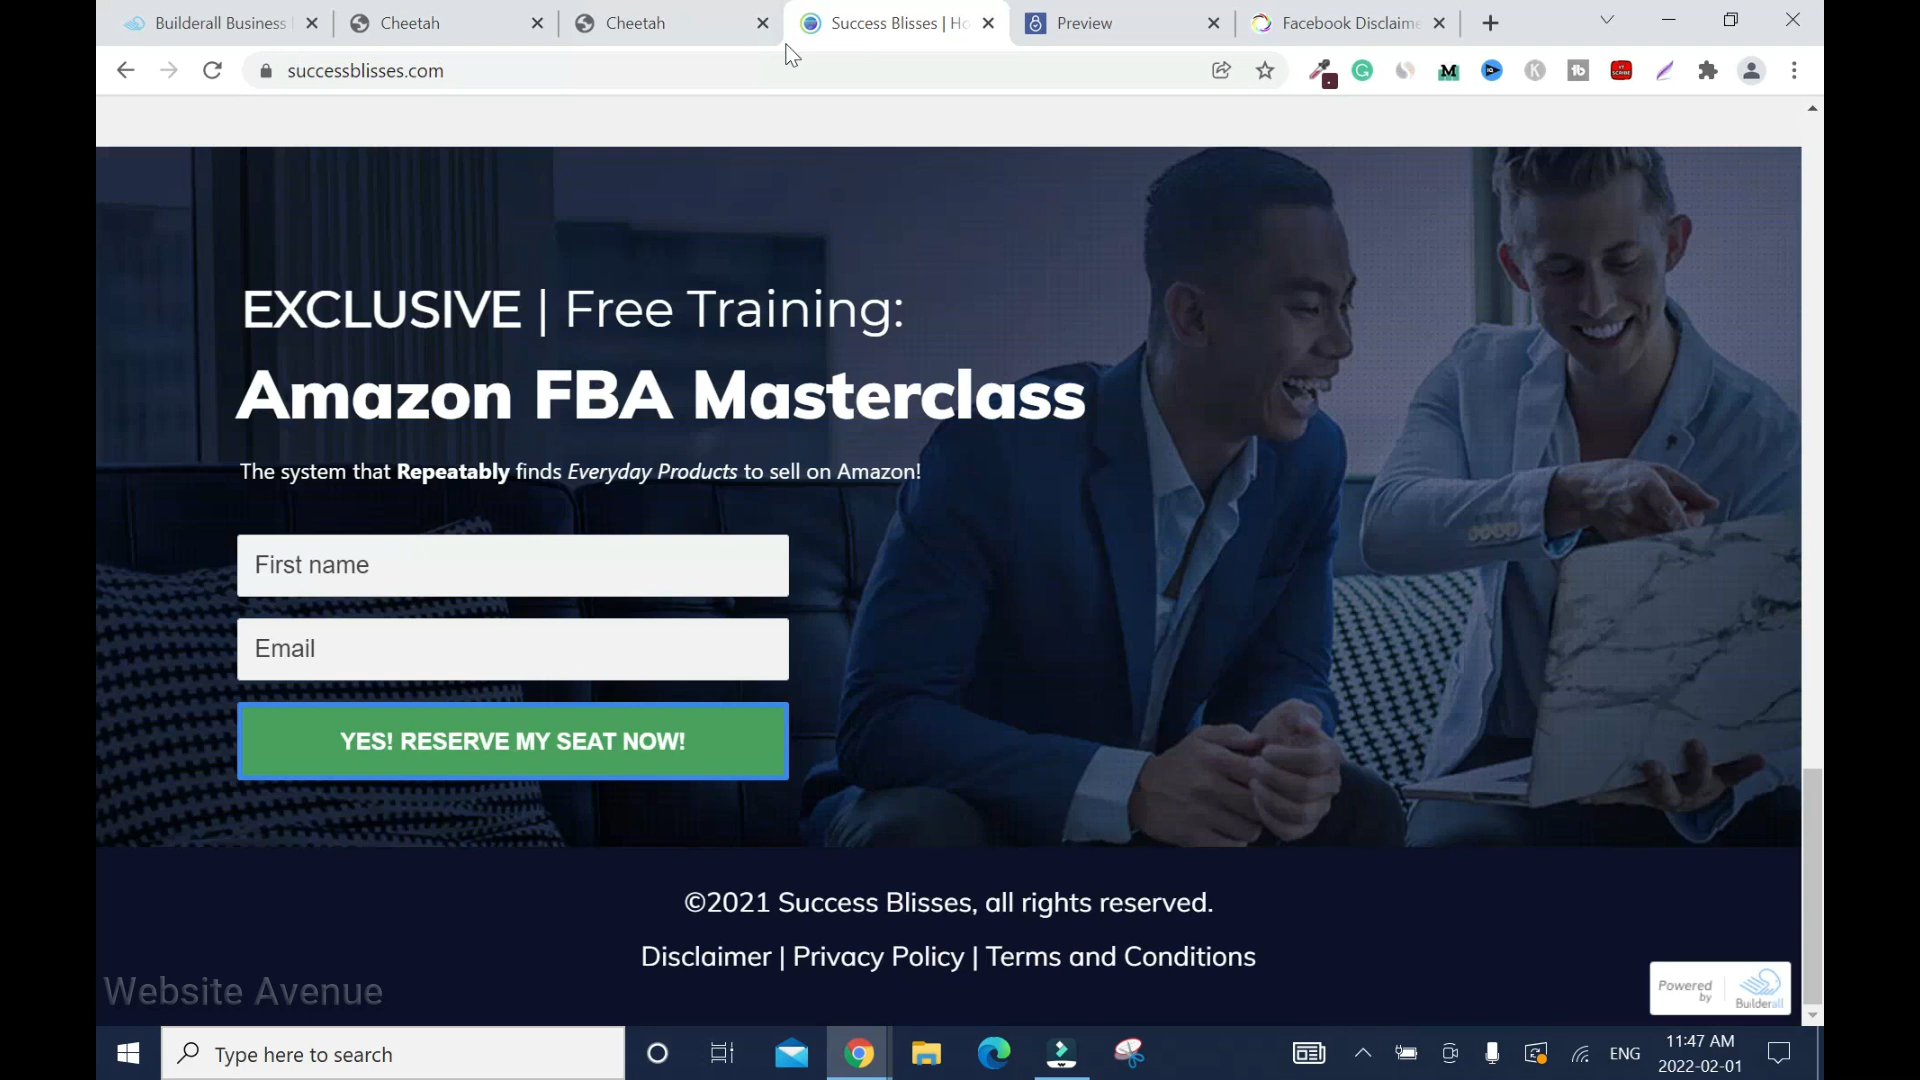 Builderall Business
Cheetah
Cheetah
Success Blisses | Ho
Preview
Facebook Disclaime
successblisses.com
EXCLUSIVE | Free Training:
Amazon FBA Masterclass
The system that Repeatably finds Everyday Products to sell on Amazon!
First name
Email
YES! RESERVE MY SEAT NOW!
©2021 Success Blisses, all rights reserved.
Disclaimer | Privacy Policy | Terms and Conditions
Website Avenue
Powered
by
Builderall
Type here to search
ENG
11:47 AM
2022-02-01